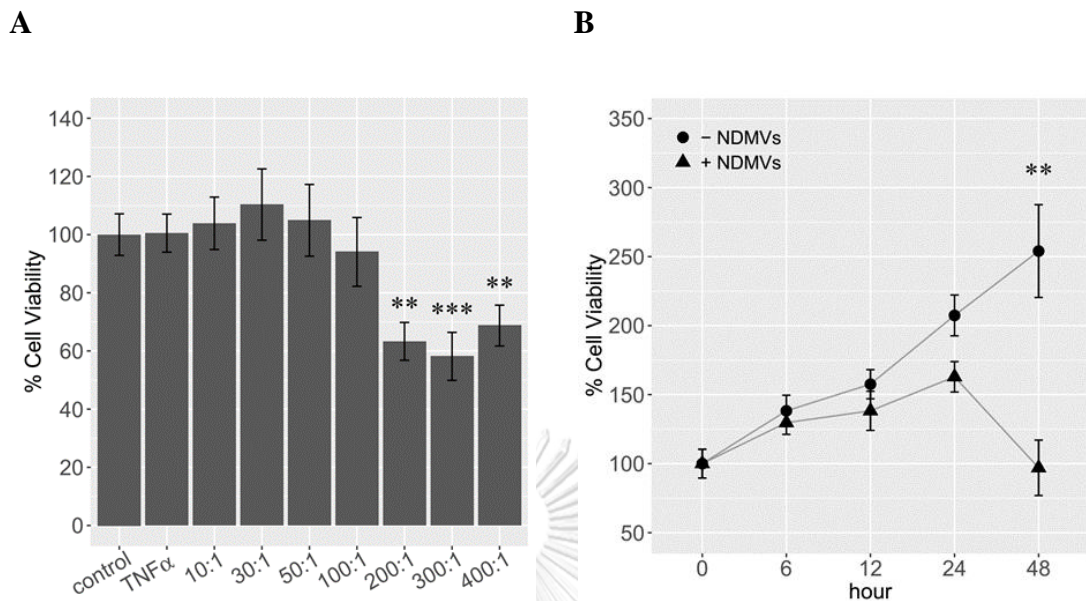 A
B
% Cell Viability
140
120
100
80
60
40
20
0
** *** **
control TNFα 10:1 30:1 50:1 100:1 200:1 300:1 400:1
% Cell Viability
350
300
250
200
150
100
50
− NDMVs
+ NDMVs
**
0 6 12 24 48
hour